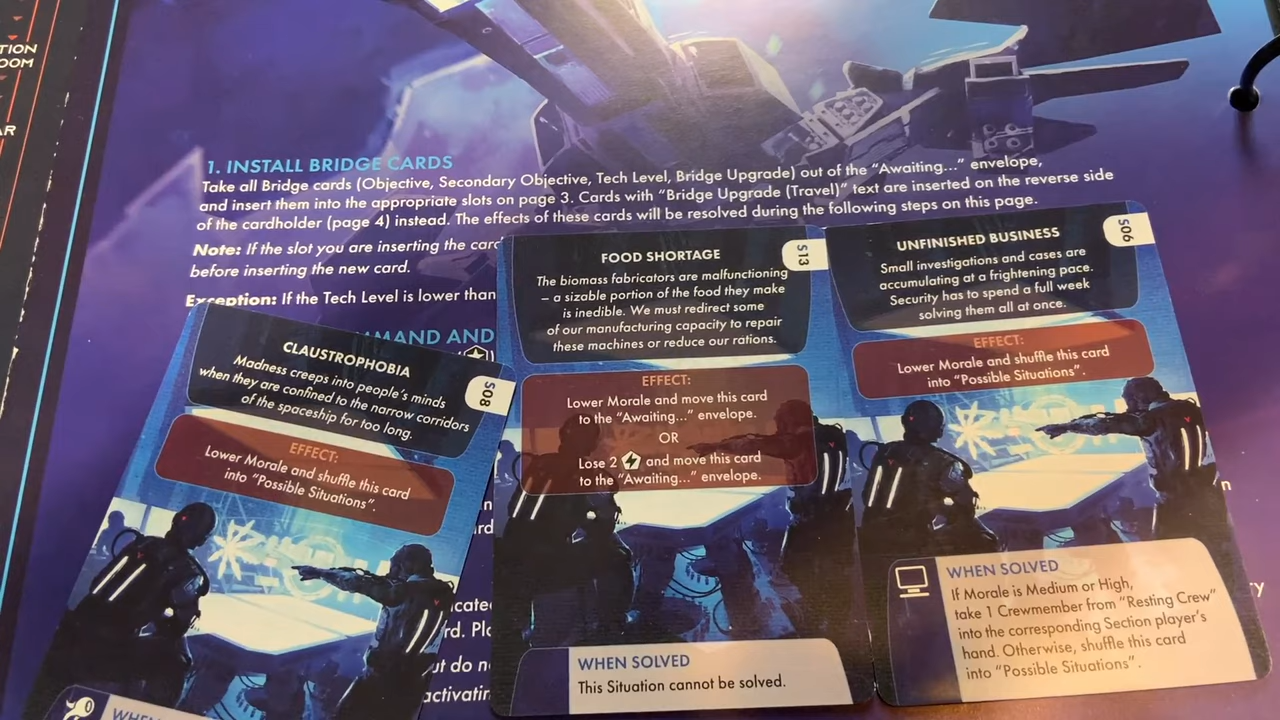 TION
OOM
AR
1. INSTALL BRIDGE CARDS
Take all Bridge cards (Objective, Secondary Objective, Tech Level, Bridge Upgrade) out of the “Awaiting...” envelope,
and insert them into the appropriate slots on page 3. Cards with “Bridge Upgrade (Travel)” text are inserted on the reverse side
of the cardholder (page 4) instead. The effects of these cards will be resolved during the following steps on this page.
Note: If the slot you are inserting the card
before inserting the new card.
Exception: If the Tech Level is lower than
MMAND AND
CLAUSTROPHOBIA
S08
Madness creeps into people's minds
when they are confined to the narrow corridors
of the spaceship for too long.
EFFECT:
Lower Morale and shuffle this card
into “Possible Situations”.
WHEN
FOOD SHORTAGE
S13
The biomass fabricators are malfunctioning
– a sizable portion of the food they make
is inedible. We must redirect some
of our manufacturing capacity to repair
these machines or reduce our rations.
EFFECT:
Lower Morale and move this card
to the “Awaiting...” envelope.
OR
Lose 2 and move this card
to the “Awaiting...” envelope.
WHEN SOLVED
This Situation cannot be solved.
UNFINISHED BUSINESS
S06
Small investigations and cases are
accumulating at a frightening pace.
Security has to spend a full week
solving them all at once.
EFFECT:
Lower Morale and shuffle this card
into “Possible Situations”.
WHEN SOLVED
If Morale is Medium or High,
take 1 Crewmember from “Resting Crew”
into the corresponding Section player's
hand. Otherwise, shuffle this card
into “Possible Situations”.